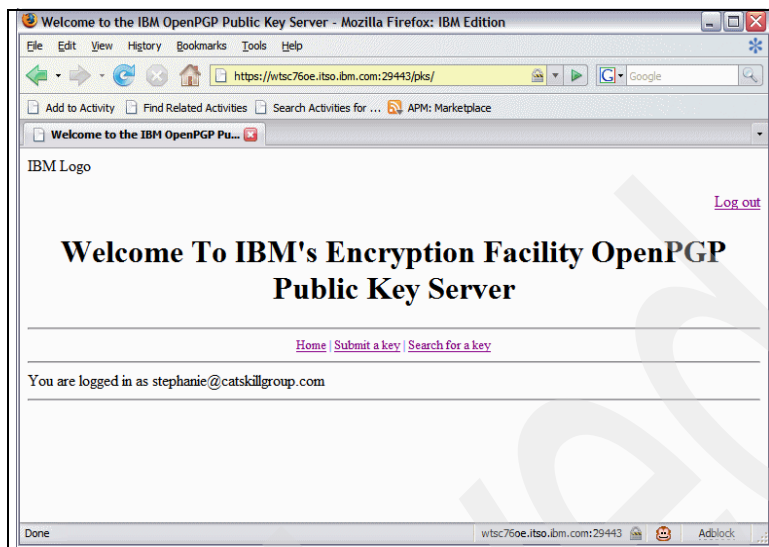 Welcome to the IBM OpenPGP Public Key Server - Mozilla Firefox: IBM Edition
File Edit View History Bookmarks Tools Help
https://wtsc76oe.itso.ibm.com:29443/pks/
G Google
Add to Activity Find Related Activities Search Activities for ... APM: Marketplace
Welcome to the IBM OpenPGP Pu...
IBM Logo
Log out
Welcome To IBM's Encryption Facility OpenPGP
Public Key Server
Home | Submit a key | Search for a key
You are logged in as stephanie@catskillgroup.com
Done wtsc76oe.itso.ibm.com:29443 Adblock